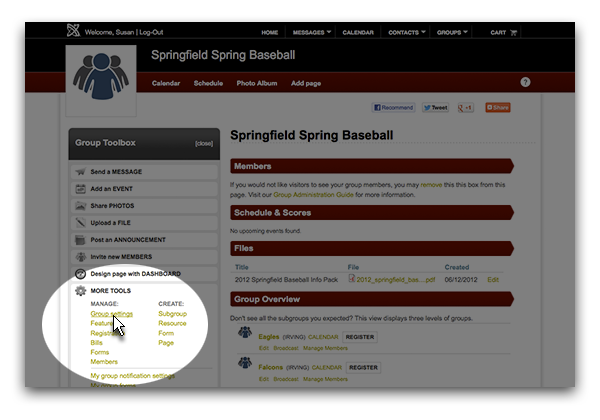 Welcome, Susan | Log-Out
HOME
MESSAGES
CALENDAR
CONTACTS
GROUPS
CART
Springfield Spring Baseball
Calendar
Schedule
Photo Album
Add page
?
Recommend
Tweet
+1
Share
Group Toolbox
[close]
Send a MESSAGE
Add an EVENT
Share PHOTOS
Upload a FILE
Post an ANNOUNCEMENT
Invite new MEMBERS
Design page with DASHBOARD
MORE TOOLS
MANAGE:
Group settings
Bills
Forms
Members
CREATE:
Subgroup
Resource
Form
Page
My group notification settings
My group forms
Springfield Spring Baseball
Members
If you would not like visitors to see your group members, you may remove this this box from this
page. Visit our Group Administration Guide for more information.
Schedule & Scores
No upcoming events found.
Files
Title File Created
2012 Springfield Baseball Info Pack 2012_springfield_bas... .pdf 06/12/2012 Edit
Group Overview
Don't see all the subgroups you expected? This view displays three levels of groups.
Eagles (IRVING) CALENDAR REGISTER
Edit Broadcast Manage Members
Falcons (IRVING) CALENDAR REGISTER
Edit Broadcast Manage Members